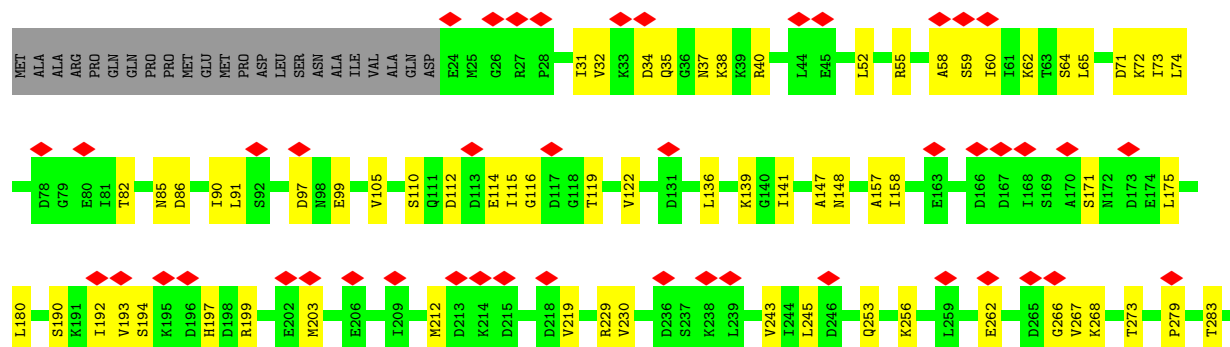 MET ALA ALA ARG PRO GLN GLN PRO PRO MET GLU MET PRO ASP LEU SER ASN ALA ALA ILE VAL ALA GLN ASP E24 M25 G26 R27 P28 I31 V32 K33 D34 Q35 G36 N37 K38 K39 R40 L44 E45 L52 R55 A58 S59 I60 I61 K62 T63 S64 L65 D71 K72 I73 L74
D78 G79 E80 I81 T82 N85 D86 I90 L91 S92 D97 N98 E99 V105 S110 Q111 D112 D113 E114 I115 G116 D117 G118 T119 V122 D131 L136 K139 G140 I141 A147 N148 A157 I158 E163 D166 D167 I168 S169 A170 S171 N172 D173 E174 L175
L180 S190 K191 I192 V193 S194 K195 D196 H197 D198 R199 E202 M203 E206 I209 M212 D213 K214 D215 D218 V219 R229 V230 D236 S237 K238 L239 V243 I244 L245 D246 Q253 K256 L259 E262 D265 G266 V267 K268 T273 P279 T283